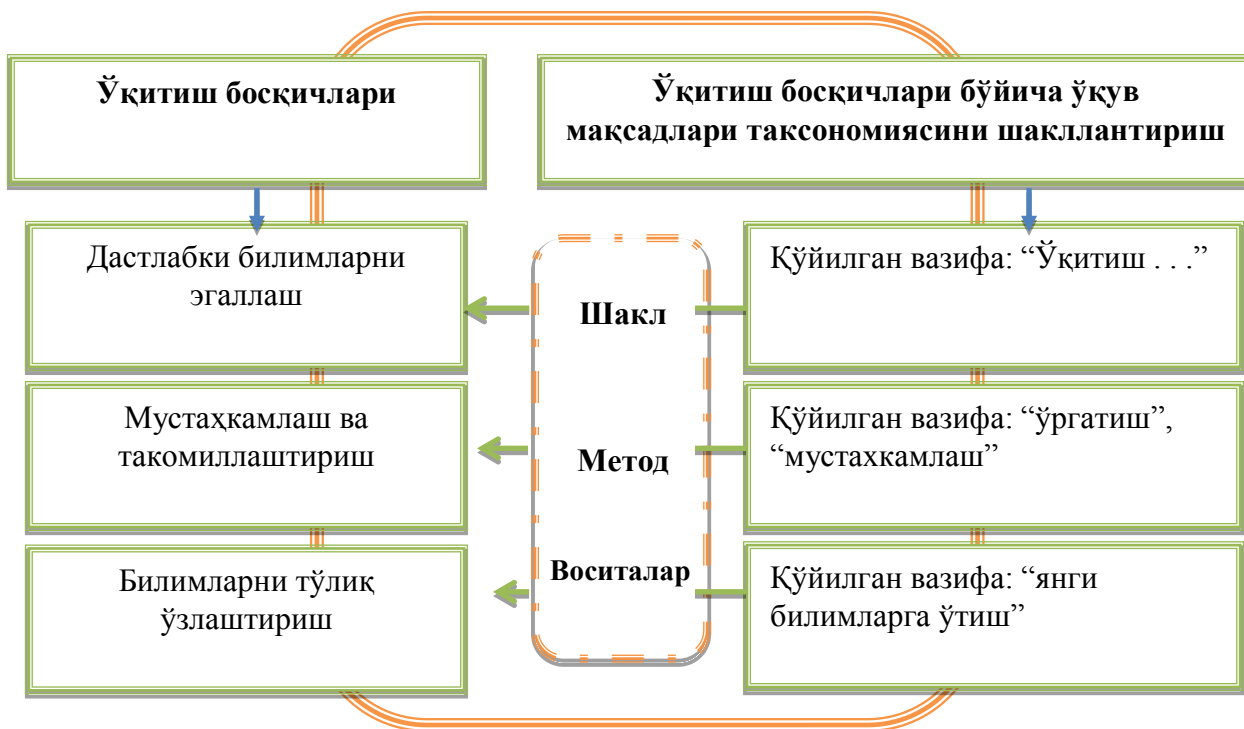 Ўқитиш босқичлари
Ўқитиш босқичлари бўйича ўқув
мақсадлари таксономиясини шакллантириш
Дастлабки билимларни
эгаллаш
Шакл
Қўйилган вазифа: “Ўқитиш . . .”
Мустаҳкамлаш ва
такомиллаштириш
Метод
Қўйилган вазифа: “ўргатиш”,
“мустахкамлаш”
Билимларни тўлиқ
ўзлаштириш
Воситалар
Қўйилган вазифа: “янги
билимларга ўтиш”